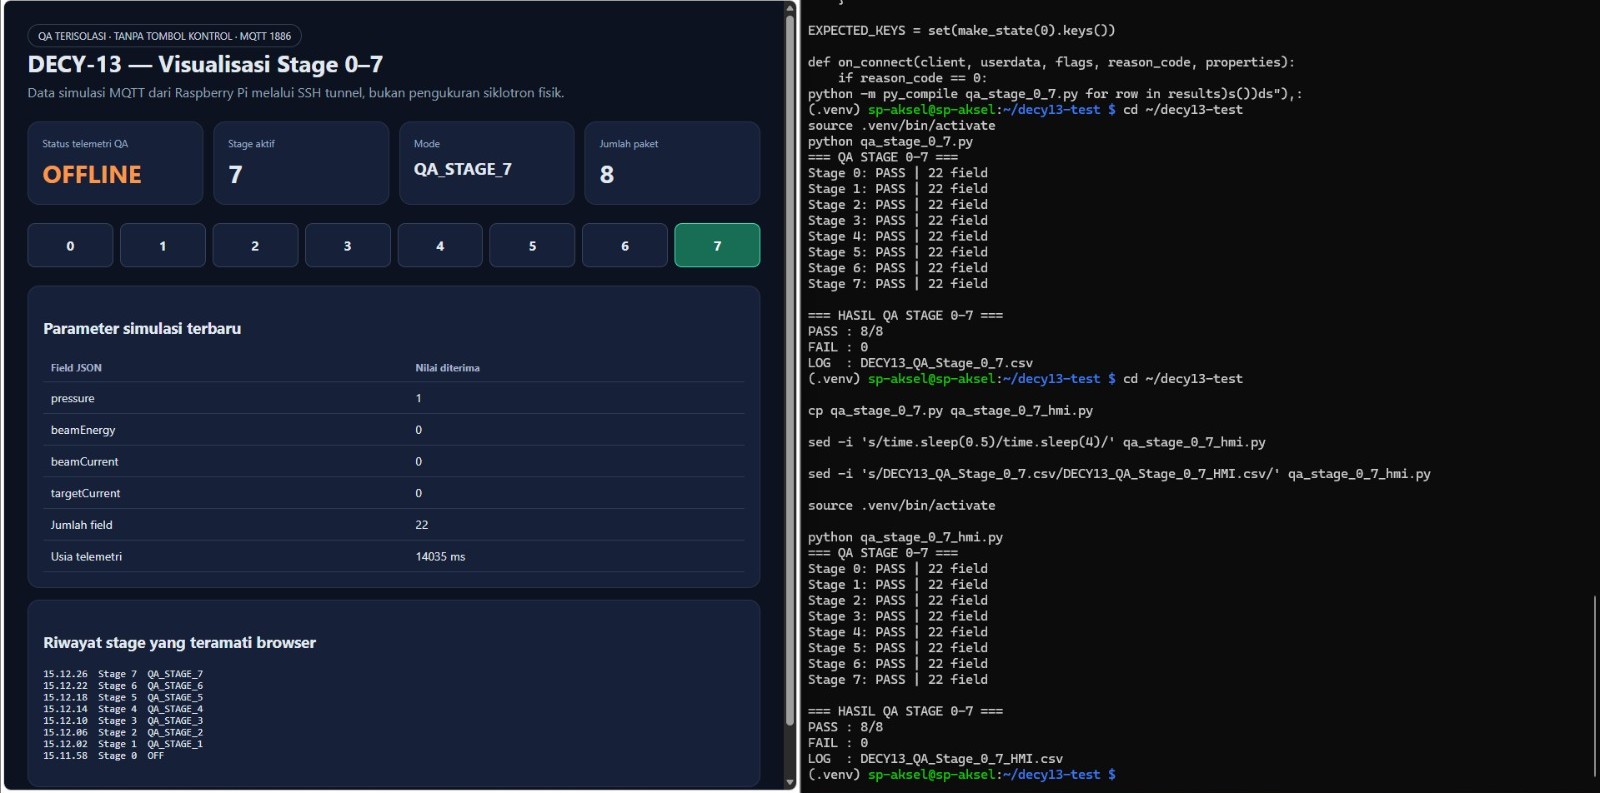 QA TERISOLASI · TANPA TOMBOL KONTROL · MQTT 1886
DECY-13 — Visualisasi Stage 0–7
Data simulasi MQTT dari Raspberry Pi melalui SSH tunnel, bukan pengukuran siklotron fisik.
Status telemetri QA
OFFLINE
Stage aktif
7
Mode
QA_STAGE_7
Jumlah paket
8
0 1 2 3 4 5 6 7
Parameter simulasi terbaru
Field JSON Nilai diterima
pressure 1
beamEnergy 0
beamCurrent 0
targetCurrent 0
Jumlah field 22
Usia telemetri 14035 ms
Riwayat stage yang teramati browser
15.12.26 Stage 7 QA_STAGE_7
15.12.22 Stage 6 QA_STAGE_6
15.12.18 Stage 5 QA_STAGE_5
15.12.14 Stage 4 QA_STAGE_4
15.12.10 Stage 3 QA_STAGE_3
15.12.06 Stage 2 QA_STAGE_2
15.12.02 Stage 1 QA_STAGE_1
15.11.58 Stage 0 OFF
EXPECTED_KEYS = set(make_state(0).keys())
def on_connect(client, userdata, flags, reason_code, properties):
if reason_code == 0:
python -m py_compile qa_stage_0_7.py for row in results)s())ds"),:
(.venv) sp-aksel@sp-aksel:~/decy13-test $ cd ~/decy13-test
source .venv/bin/activate
python qa_stage_0_7.py
=== QA STAGE 0–7 ===
Stage 0: PASS | 22 field
Stage 1: PASS | 22 field
Stage 2: PASS | 22 field
Stage 3: PASS | 22 field
Stage 4: PASS | 22 field
Stage 5: PASS | 22 field
Stage 6: PASS | 22 field
Stage 7: PASS | 22 field
=== HASIL QA STAGE 0–7 ===
PASS : 8/8
FAIL : 0
LOG : DECY13_QA_Stage_0_7.csv
(.venv) sp-aksel@sp-aksel:~/decy13-test $ cd ~/decy13-test
cp qa_stage_0_7.py qa_stage_0_7_hmi.py
sed -i 's/time.sleep(0.5)/time.sleep(4)/' qa_stage_0_7_hmi.py
sed -i 's/DECY13_QA_Stage_0_7.csv/DECY13_QA_Stage_0_7_HMI.csv/' qa_stage_0_7_hmi.py
source .venv/bin/activate
python qa_stage_0_7_hmi.py
=== QA STAGE 0–7 ===
Stage 0: PASS | 22 field
Stage 1: PASS | 22 field
Stage 2: PASS | 22 field
Stage 3: PASS | 22 field
Stage 4: PASS | 22 field
Stage 5: PASS | 22 field
Stage 6: PASS | 22 field
Stage 7: PASS | 22 field
=== HASIL QA STAGE 0–7 ===
PASS : 8/8
FAIL : 0
LOG : DECY13_QA_Stage_0_7_HMI.csv
(.venv) sp-aksel@sp-aksel:~/decy13-test $